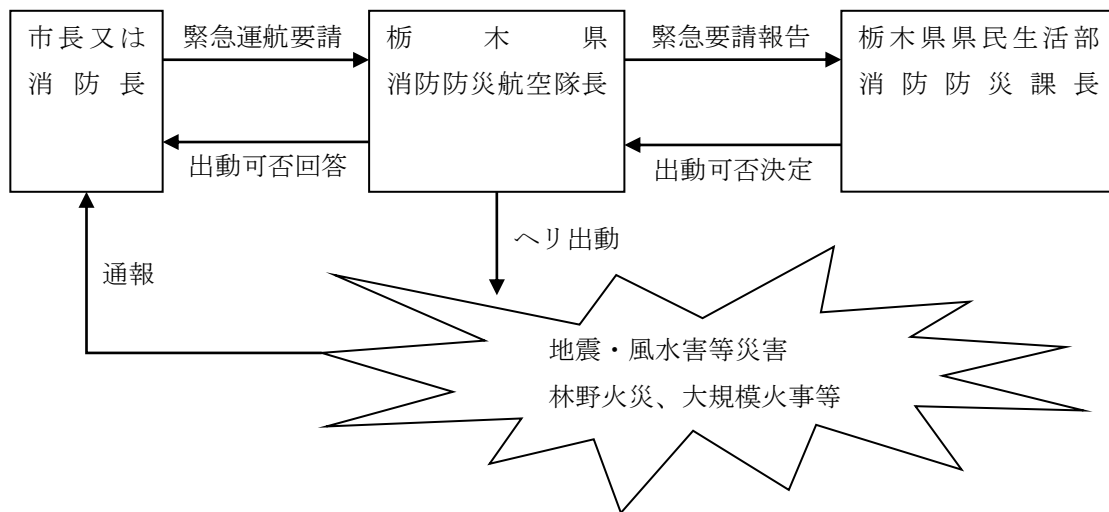 市長又は
消防長
緊急運航要請
栃木県
消防防災航空隊長
緊急要請報告
栃木県県民生活部
消防防災課長
出動可否回答
出動可否決定
ヘリ出動
通報
地震・風水害等災害
林野火災、大規模火事等